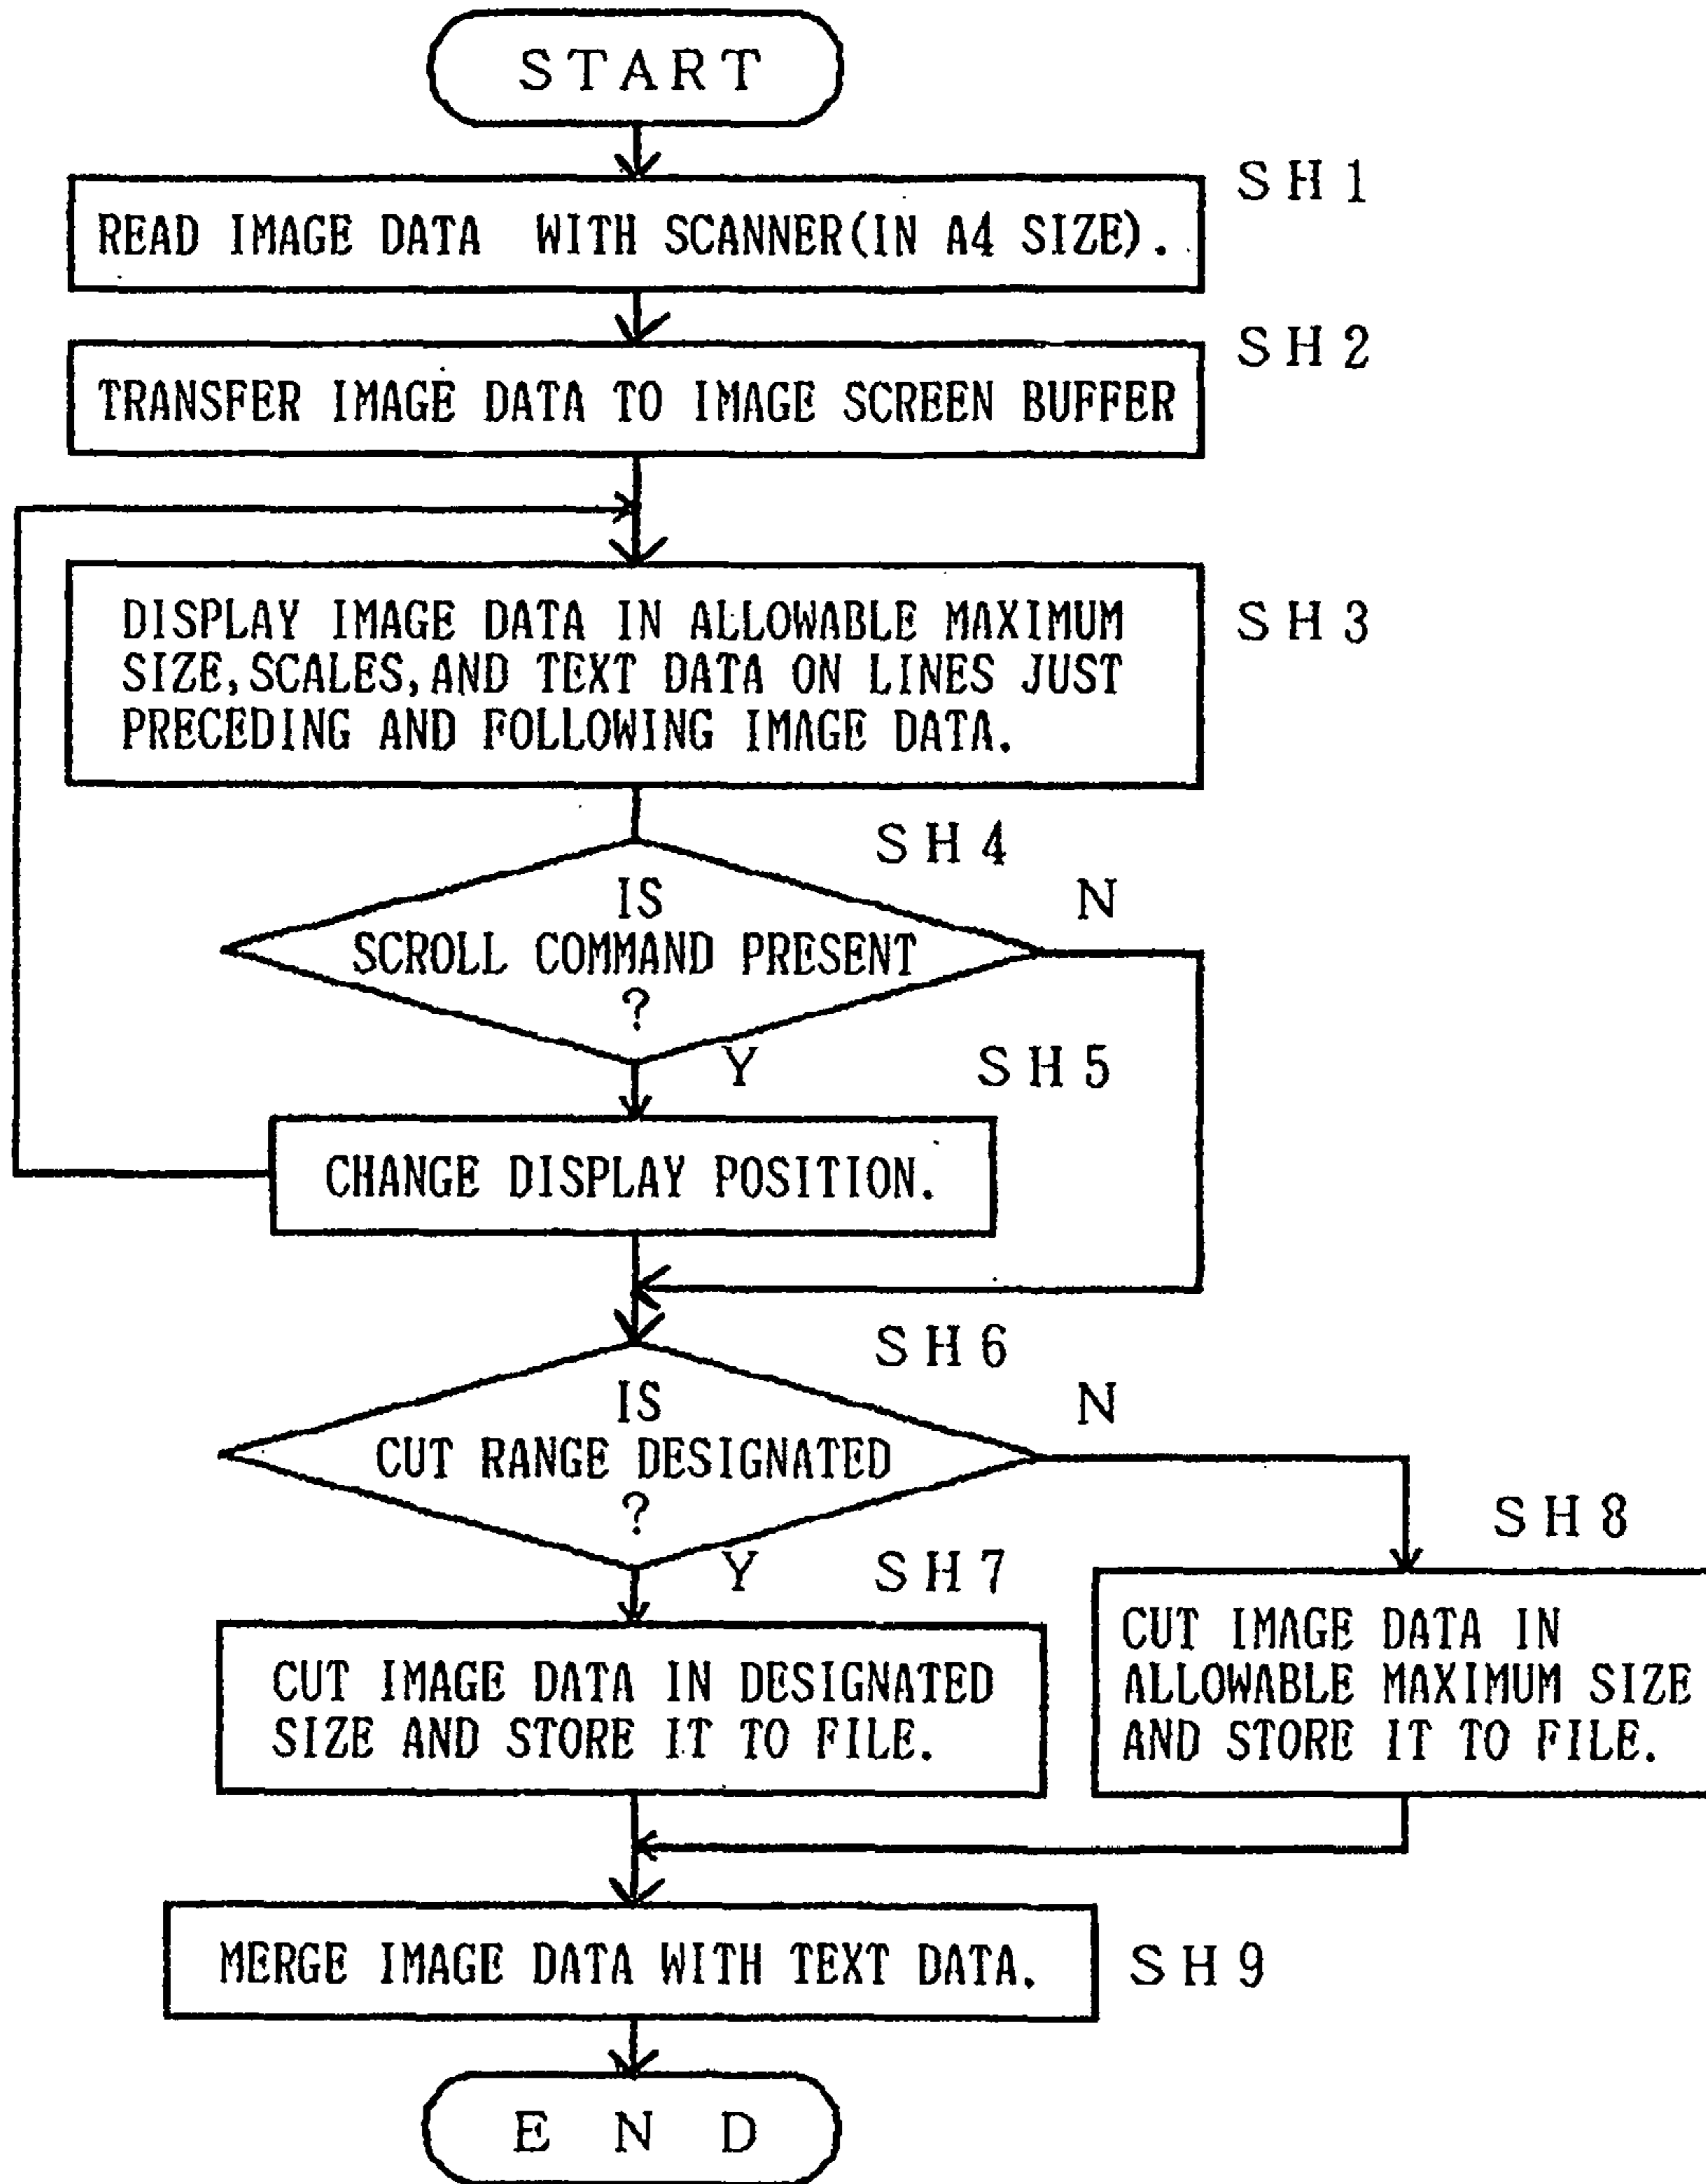 START
SH1
READ IMAGE DATA WITH SCANNER(IN A4 SIZE).
SH2
TRANSFER IMAGE DATA TO IMAGE SCREEN BUFFER
SH3
DISPLAY IMAGE DATA IN ALLOWABLE MAXIMUM
SIZE,SCALES,AND TEXT DATA ON LINES JUST
PRECEDING AND FOLLOWING IMAGE DATA.
SH4
IS
SCROLL COMMAND PRESENT
?
N
Y
SH5
CHANGE DISPLAY POSITION.
SH6
IS
CUT RANGE DESIGNATED
?
N
Y
SH7
CUT IMAGE DATA IN DESIGNATED
SIZE AND STORE IT TO FILE.
SH8
CUT IMAGE DATA IN
ALLOWABLE MAXIMUM SIZE
AND STORE IT TO FILE.
MERGE IMAGE DATA WITH TEXT DATA.
SH9
END